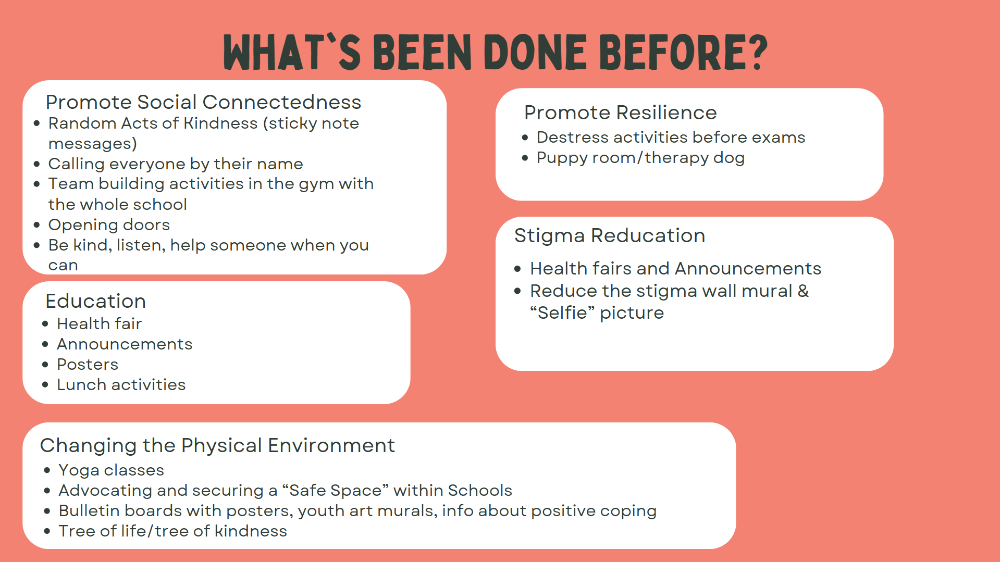 WHAT`S BEEN DONE BEFORE?
Promote Social Connectedness
• Random Acts of Kindness (sticky note
messages)
• Calling everyone by their name
• Team building activities in the gym with
the whole school
• Opening doors
• Be kind, listen, help someone when you
can
Education
• Health fair
• Announcements
• Posters
• Lunch activities
Promote Resilience
• Destress activities before exams
• Puppy room/therapy dog
Stigma Reducation
• Health fairs and Announcements
• Reduce the stigma wall mural &
“Selfie” picture
Changing the Physical Environment
• Yoga classes
• Advocating and securing a “Safe Space” within Schools
• Bulletin boards with posters, youth art murals, info about positive coping
• Tree of life/tree of kindness